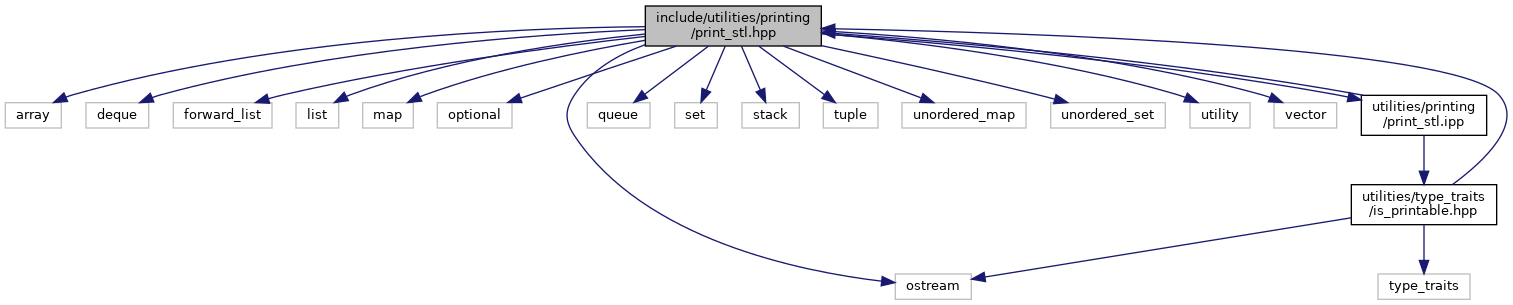 include/utilities/printing
/print_stl.hpp
array
deque
forward_list
list
map
optional
queue
set
stack
tuple
unordered_map
unordered_set
utility
vector
utilities/printing
/print_stl.ipp
utilities/type_traits
/is_printable.hpp
ostream
type_traits